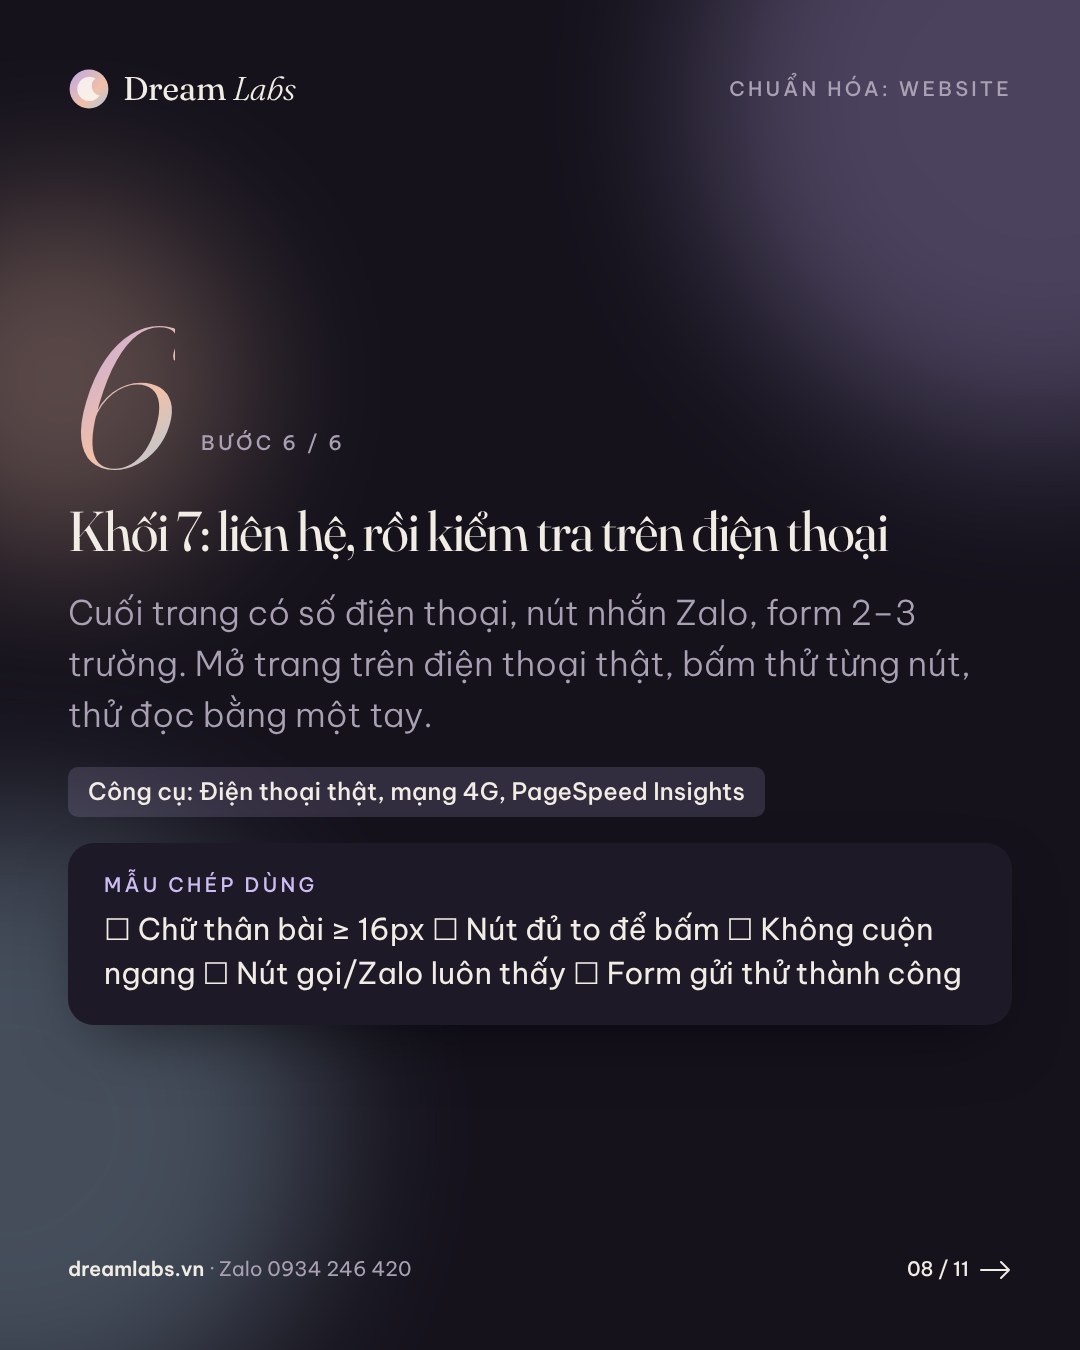 Dream Labs
CHUẨN HÓA: WEBSITE
6
BƯỚC 6 / 6
Khối 7: liên hệ, rồi kiểm tra trên điện thoại
Cuối trang có số điện thoại, nút nhắn Zalo, form 2–3
trường. Mở trang trên điện thoại thật, bấm thử từng nút,
thử đọc bằng một tay.
Công cụ: Điện thoại thật, mạng 4G, PageSpeed Insights
MẪU CHÉP DÙNG
☐ Chữ thân bài ≥ 16px ☐ Nút đủ to để bấm ☐ Không cuộn
ngang ☐ Nút gọi/Zalo luôn thấy ☐ Form gửi thử thành công
dreamlabs.vn · Zalo 0934 246 420
08 / 11 →